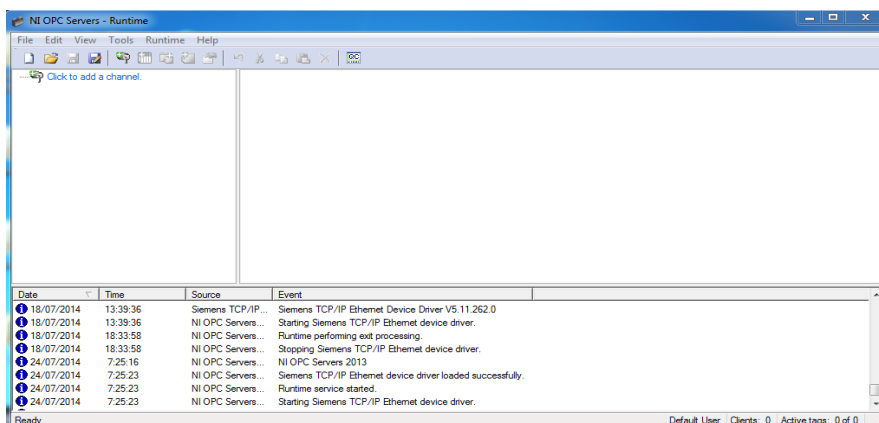 NI OPC Servers - Runtime
File Edit View Tools Runtime Help
Click to add a channel.
Date Time Source Event
18/07/2014 13:39:36 Siemens TCP/IP... Siemens TCP/IP Ethernet Device Driver V5.11.262.0
18/07/2014 13:39:36 NI OPC Servers... Starting Siemens TCP/IP Ethernet device driver.
18/07/2014 18:33:58 NI OPC Servers... Runtime performing exit processing.
18/07/2014 18:33:58 NI OPC Servers... Stopping Siemens TCP/IP Ethernet device driver.
24/07/2014 7:25:16 NI OPC Servers... NI OPC Servers 2013
24/07/2014 7:25:23 NI OPC Servers... Siemens TCP/IP Ethernet device driver loaded successfully.
24/07/2014 7:25:23 NI OPC Servers... Runtime service started.
24/07/2014 7:25:23 NI OPC Servers... Starting Siemens TCP/IP Ethernet device driver.
Ready Default User Clients: 0 Active tags: 0 of 0